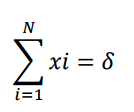 N
∑ xi = δ
i=1